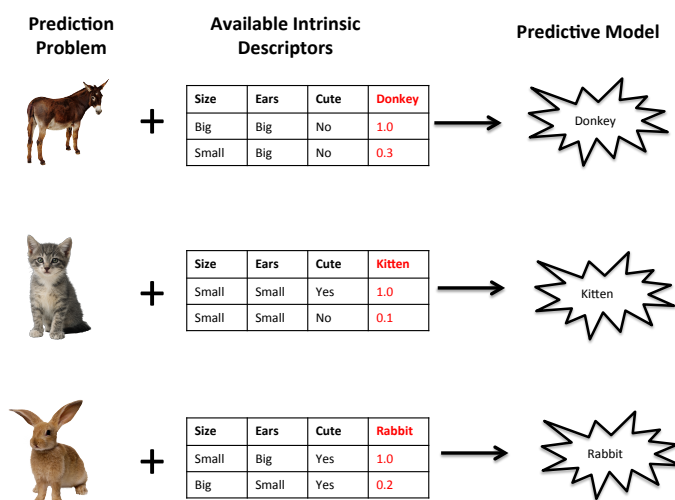 Prediction Problem
Available Intrinsic Descriptors
Predictive Model
+
Size Ears Cute Donkey
Big Big No 1.0
Small Big No 0.3
Donkey
+
Size Ears Cute Kitten
Small Small Yes 1.0
Small Small No 0.1
Kitten
+
Size Ears Cute Rabbit
Small Big Yes 1.0
Big Small Yes 0.2
Rabbit